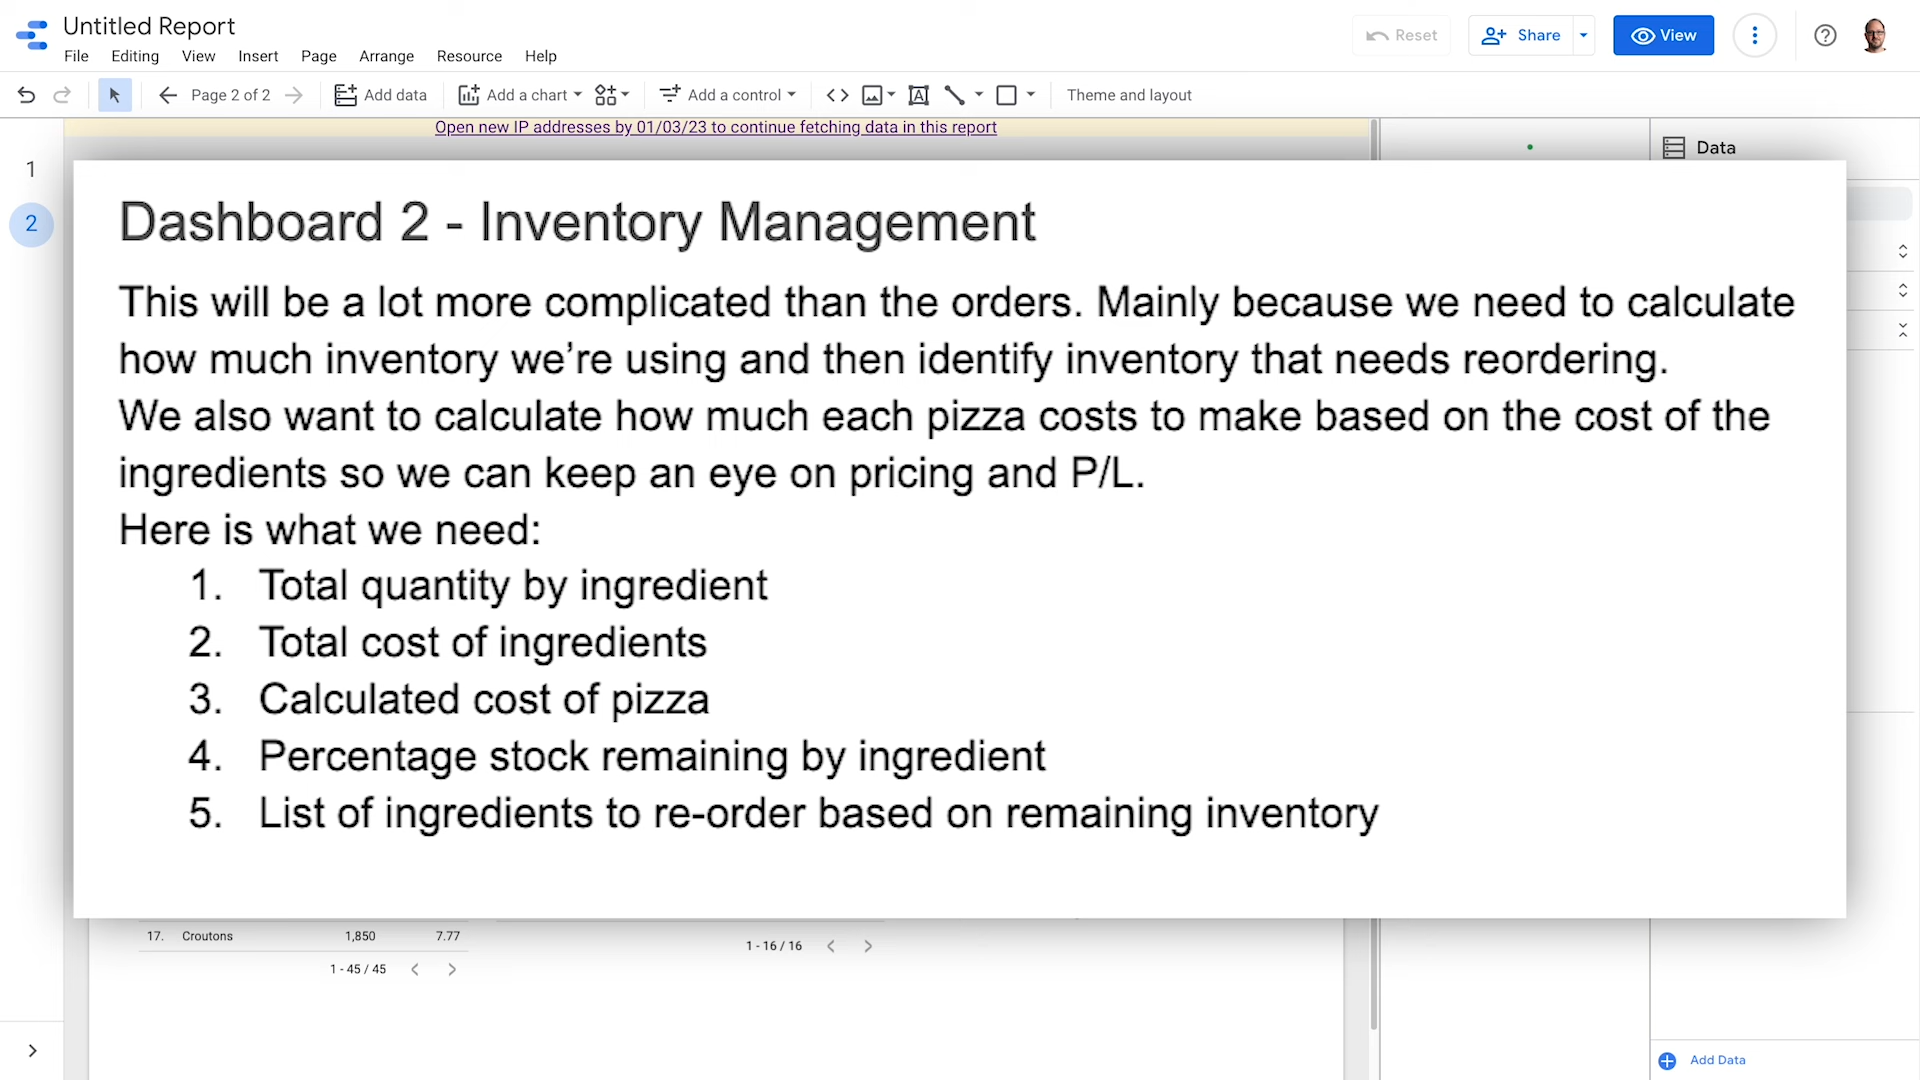 Untitled Report
File Editing View Insert Page Arrange Resource Help
Reset Share View
Page 2 of 2 Add data Add a chart Add a control Theme and layout
Open new IP addresses by 01/03/23 to continue fetching data in this report
Data
1
2
Dashboard 2 - Inventory Management
This will be a lot more complicated than the orders. Mainly because we need to calculate
how much inventory we’re using and then identify inventory that needs reordering.
We also want to calculate how much each pizza costs to make based on the cost of the
ingredients so we can keep an eye on pricing and P/L.
Here is what we need:
1. Total quantity by ingredient
2. Total cost of ingredients
3. Calculated cost of pizza
4. Percentage stock remaining by ingredient
5. List of ingredients to re-order based on remaining inventory
17. Croutons 1,850 7.77
1 - 45 / 45
1 - 16 / 16
Add Data